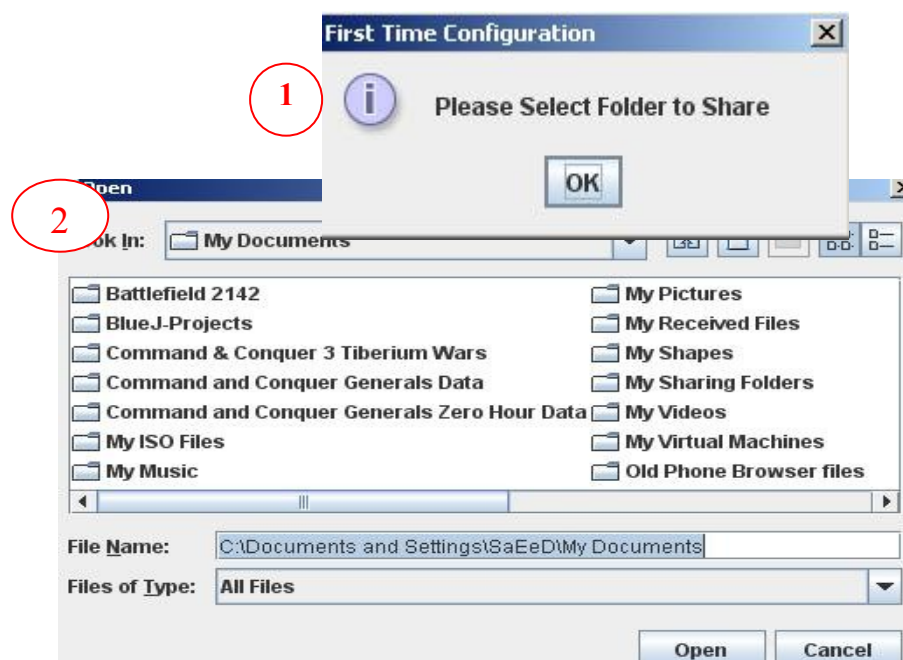 First Time Configuration
1
Please Select Folder to Share
OK
Open
2
Look In: My Documents
Battlefield 2142
BlueJ-Projects
Command & Conquer 3 Tiberium Wars
Command and Conquer Generals Data
Command and Conquer Generals Zero Hour Data
My ISO Files
My Music
My Pictures
My Received Files
My Shapes
My Sharing Folders
My Videos
My Virtual Machines
Old Phone Browser files
File Name: C:\Documents and Settings\SaEeD\My Documents
Files of Type: All Files
Open Cancel